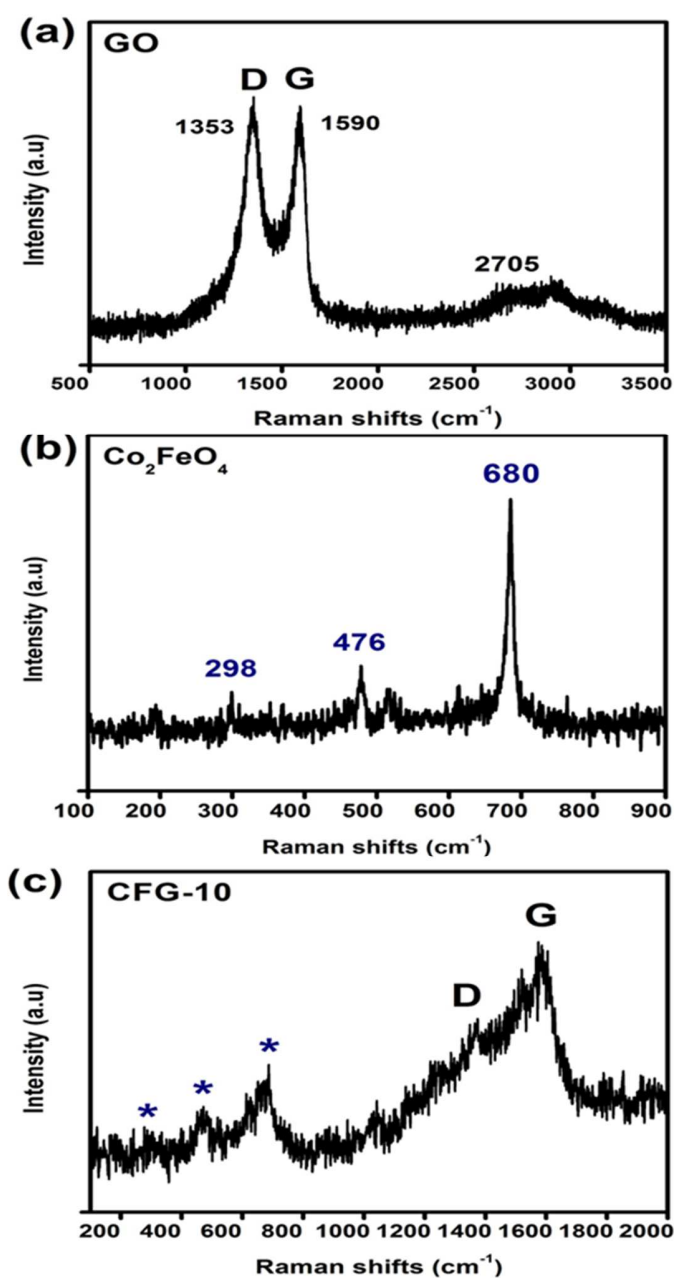 (a)
GO
D G
1353
1590
2705
Intensity (a.u)
500 1000 1500 2000 2500 3000 3500
Raman shifts (cm⁻¹)
(b)
Co₂FeO₄
680
476
298
Intensity (a.u)
100 200 300 400 500 600 700 800 900
Raman shifts (cm⁻¹)
(c)
CFG-10
G
D
*
*
*
Intensity (a.u)
200 400 600 800 1000 1200 1400 1600 1800 2000
Raman shifts (cm⁻¹)